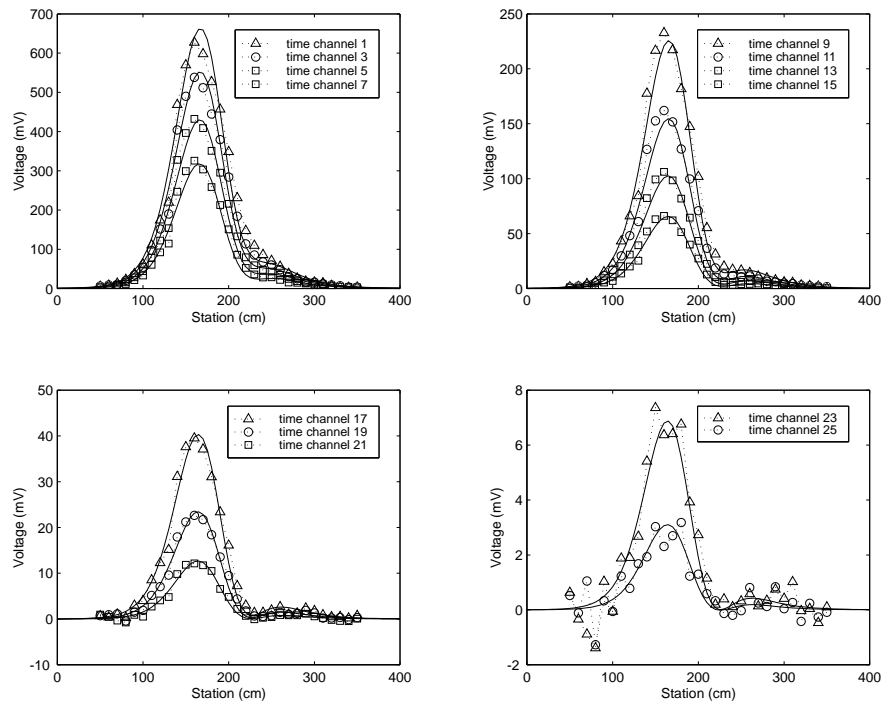 700
600
500
400
300
200
100
0
Voltage (mV)
time channel 1
time channel 3
time channel 5
time channel 7
0 100 200 300 400
Station (cm)
250
200
150
100
50
0
Voltage (mV)
time channel 9
time channel 11
time channel 13
time channel 15
0 100 200 300 400
Station (cm)
50
40
30
20
10
0
-10
Voltage (mV)
time channel 17
time channel 19
time channel 21
0 100 200 300 400
Station (cm)
8
6
4
2
0
-2
Voltage (mV)
time channel 23
time channel 25
0 100 200 300 400
Station (cm)